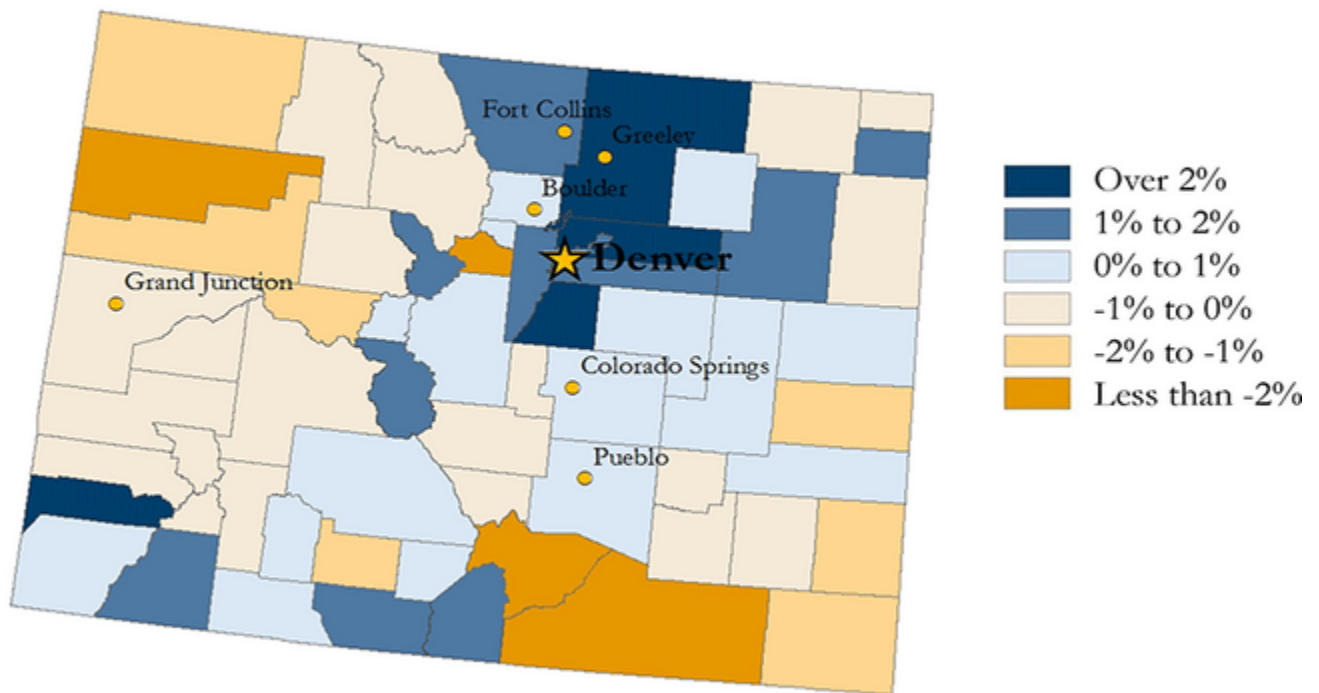 Fort Collins
Greeley
Boulder
Denver
Grand Junction
Colorado Springs
Pueblo
Over 2%
1% to 2%
0% to 1%
-1% to 0%
-2% to -1%
Less than -2%